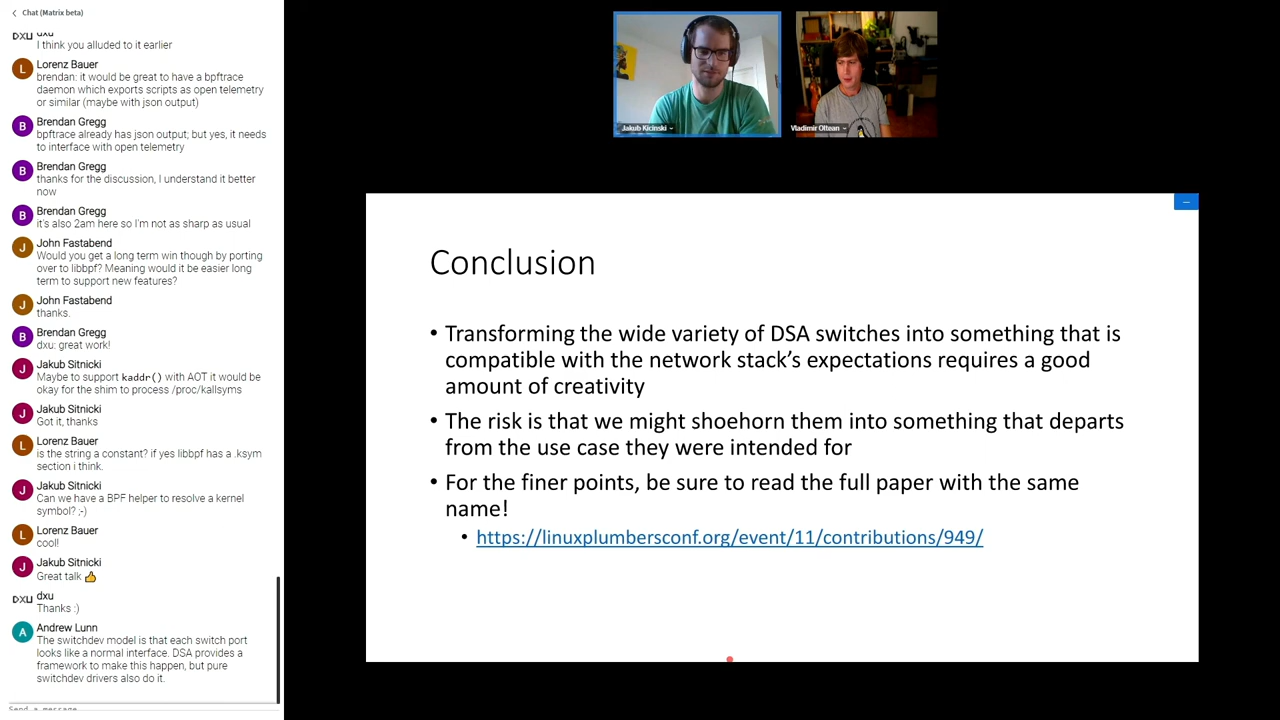 Chat (Matrix beta)
dxu
I think you alluded to it earlier
L
Lorenz Bauer
brendan: it would be great to have a bpftrace
daemon which exports scripts as open telemetry
or similar (maybe with json output)
B
Brendan Gregg
bpftrace already has json output; but yes, it needs
to interface with open telemetry
B
Brendan Gregg
thanks for the discussion, I understand it better
now
B
Brendan Gregg
it's also 2am here so I'm not as sharp as usual
J
John Fastabend
Would you get a long term win though by porting
over to libbpf? Meaning would it be easier long
term to support new features?
J
John Fastabend
thanks.
B
Brendan Gregg
dxu: great work!
J
Jakub Sitnicki
Maybe to support kaddr() with AOT it would be
okay for the shim to process /proc/kallsyms
J
Jakub Sitnicki
Got it, thanks
L
Lorenz Bauer
is the string a constant? if yes libbpf has a .ksym
section i think.
J
Jakub Sitnicki
Can we have a BPF helper to resolve a kernel
symbol? ;-)
L
Lorenz Bauer
cool!
J
Jakub Sitnicki
Great talk 👍
DXU
dxu
Thanks :)
A
Andrew Lunn
The switchdev model is that each switch port
looks like a normal interface. DSA provides a
framework to make this happen, but pure
switchdev drivers also do it.
Send a message
Jakub Kicinski
Vladimir Oltean
Conclusion
• Transforming the wide variety of DSA switches into something that is
compatible with the network stack’s expectations requires a good
amount of creativity
• The risk is that we might shoehorn them into something that departs
from the use case they were intended for
• For the finer points, be sure to read the full paper with the same
name!
• https://linuxplumbersconf.org/event/11/contributions/949/